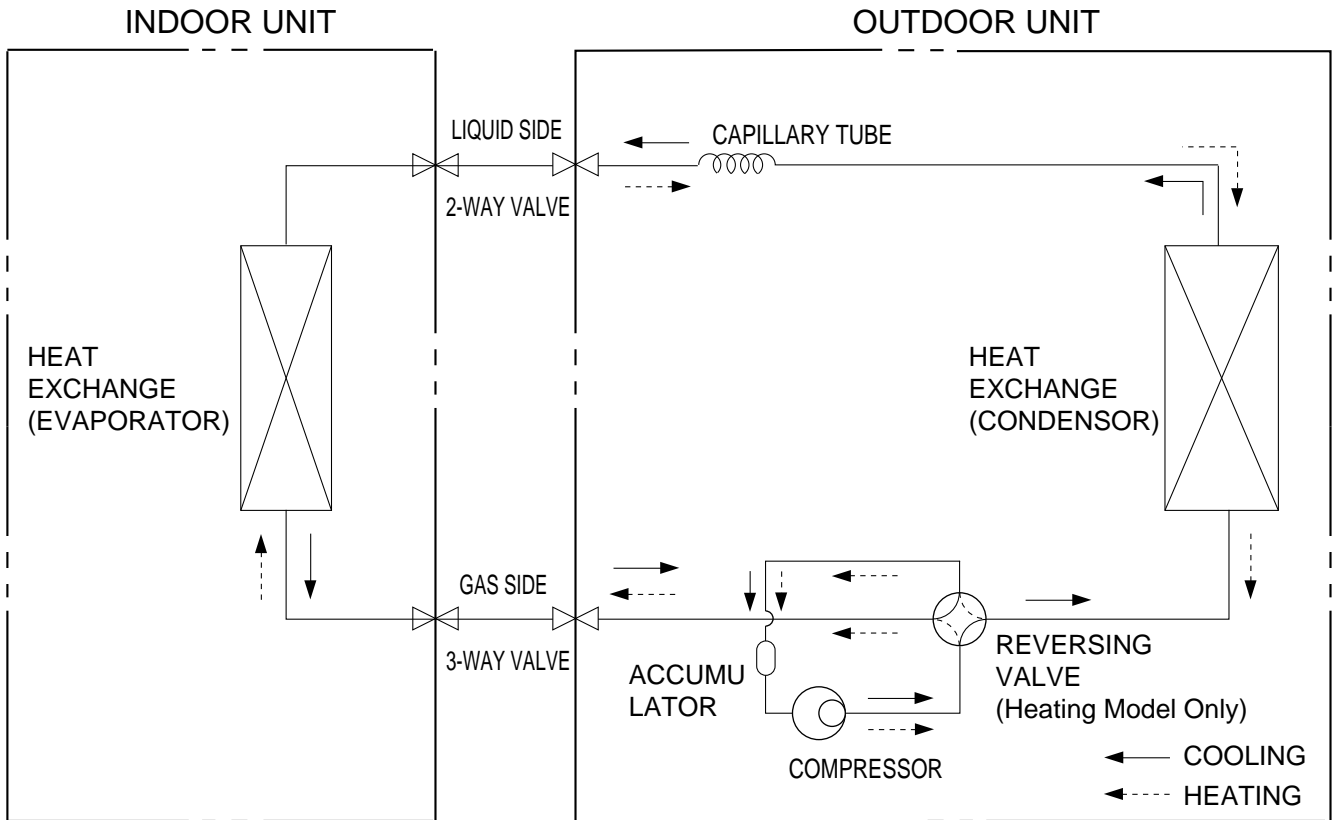 INDOOR UNIT
OUTDOOR UNIT
LIQUID SIDE
CAPILLARY TUBE
2-WAY VALVE
HEAT
EXCHANGE
(EVAPORATOR)
HEAT
EXCHANGE
(CONDENSOR)
GAS SIDE
3-WAY VALVE
ACCUMU
LATOR
REVERSING
VALVE
(Heating Model Only)
COMPRESSOR
COOLING
HEATING